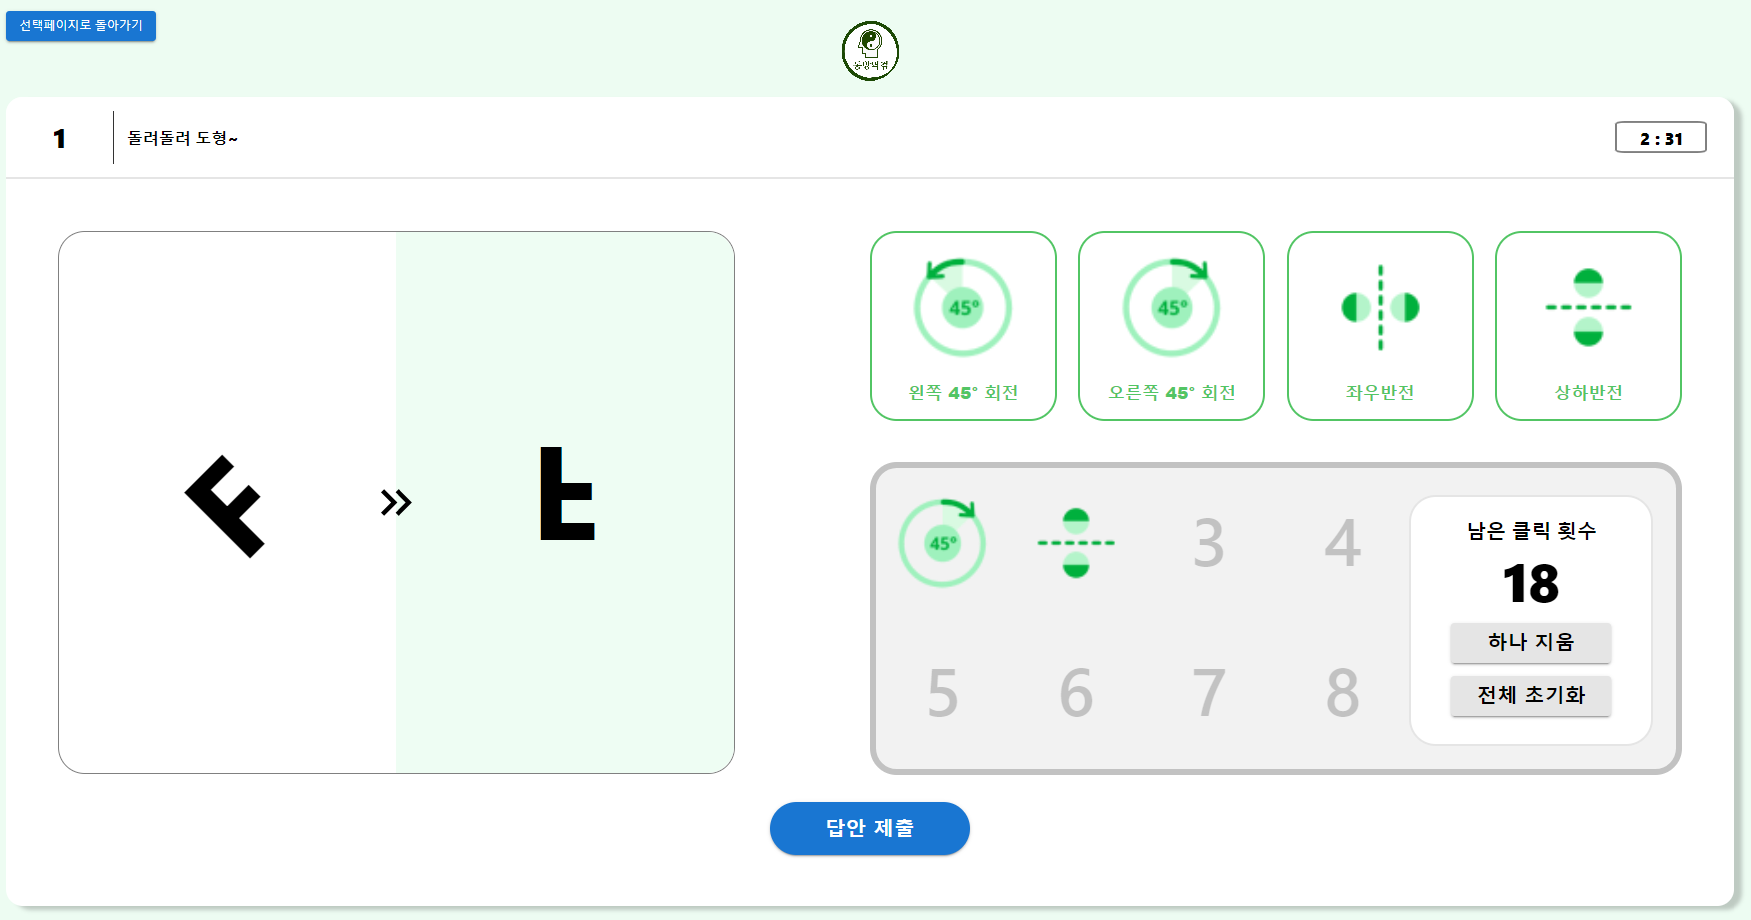 선택페이지로 돌아가기
동양미래
1
돌려돌려 도형~
2 : 31
45°
45°
왼쪽 45° 회전
오른쪽 45° 회전
좌우반전
상하반전
45°
3
4
5
6
7
8
남은 클릭 횟수
18
하나 지움
전체 초기화
답안 제출